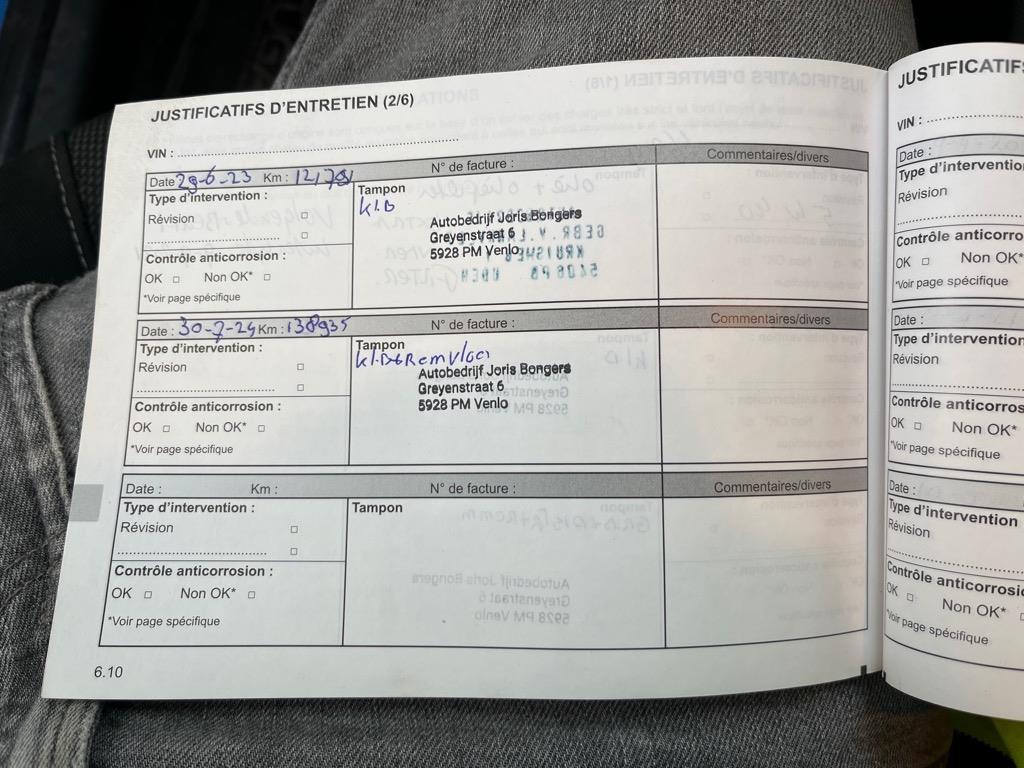 JUSTIFICATIFS D'ENTRETIEN (2/6)
VIN :
Date 29-6-23 Km : N° de facture : Commentaires/divers
Type d'intervention : Tampon
Révision
Autobedrijf Joris Bongers
Greyenstraat 6
5928 PM Venlo
Contrôle anticorrosion :
OK Non OK*
*Voir page spécifique
Date : 30-7-24 Km : 138935 N° de facture : Commentaires/divers
Type d'intervention : Tampon
Révision
Autobedrijf Joris Bongers
Greyenstraat 6
5928 PM Venlo
Contrôle anticorrosion :
OK Non OK*
*Voir page spécifique
Date : Km : N° de facture : Commentaires/divers
Type d'intervention : Tampon
Révision
Contrôle anticorrosion :
OK Non OK*
*Voir page spécifique
6.10
JUSTIFICATIFS
VIN :
Date :
Type d'intervention
Révision
Contrôle anticorro
OK Non OK*
*Voir page spécifique
Date :
Type d'intervention
Révision
Contrôle anticorros
OK Non OK*
*Voir page spécifique
Date :
Type d'intervention
Révision
Contrôle anticorrosi
OK Non OK*
*Voir page spécifique